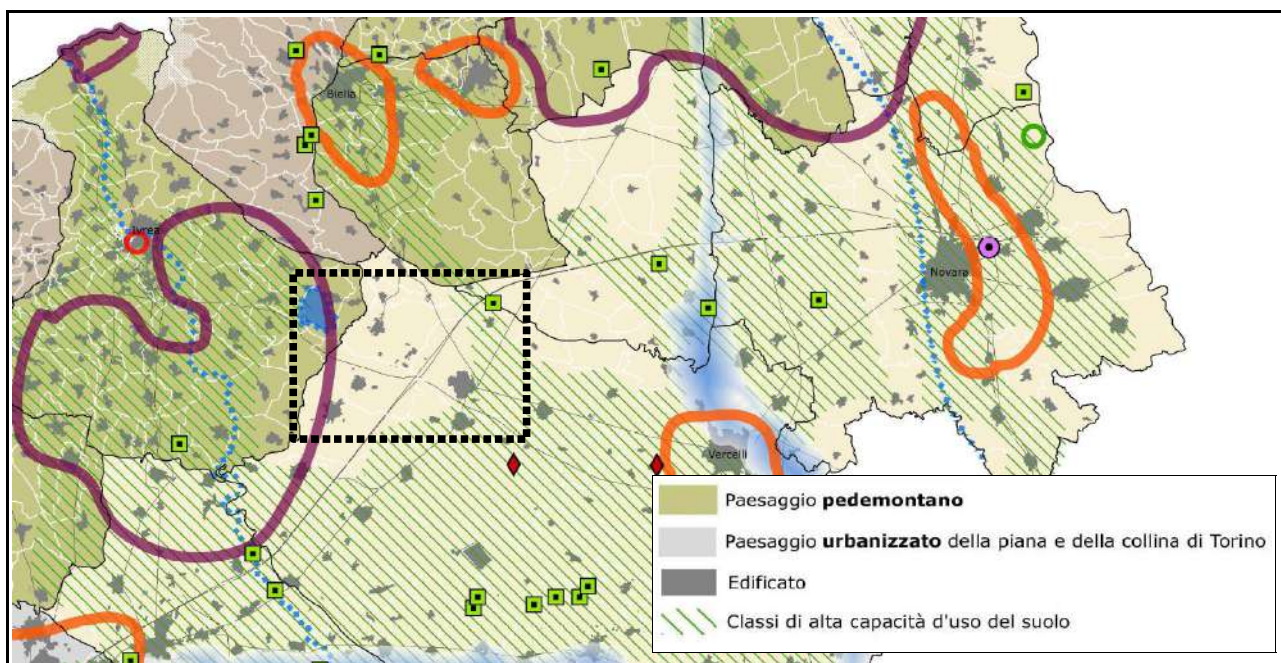 Biella
Ivrea
Novara
Vercelli
Paesaggio pedemontano
Paesaggio urbanizzato della piana e della collina di Torino
Edificato
Classi di alta capacità d'uso del suolo